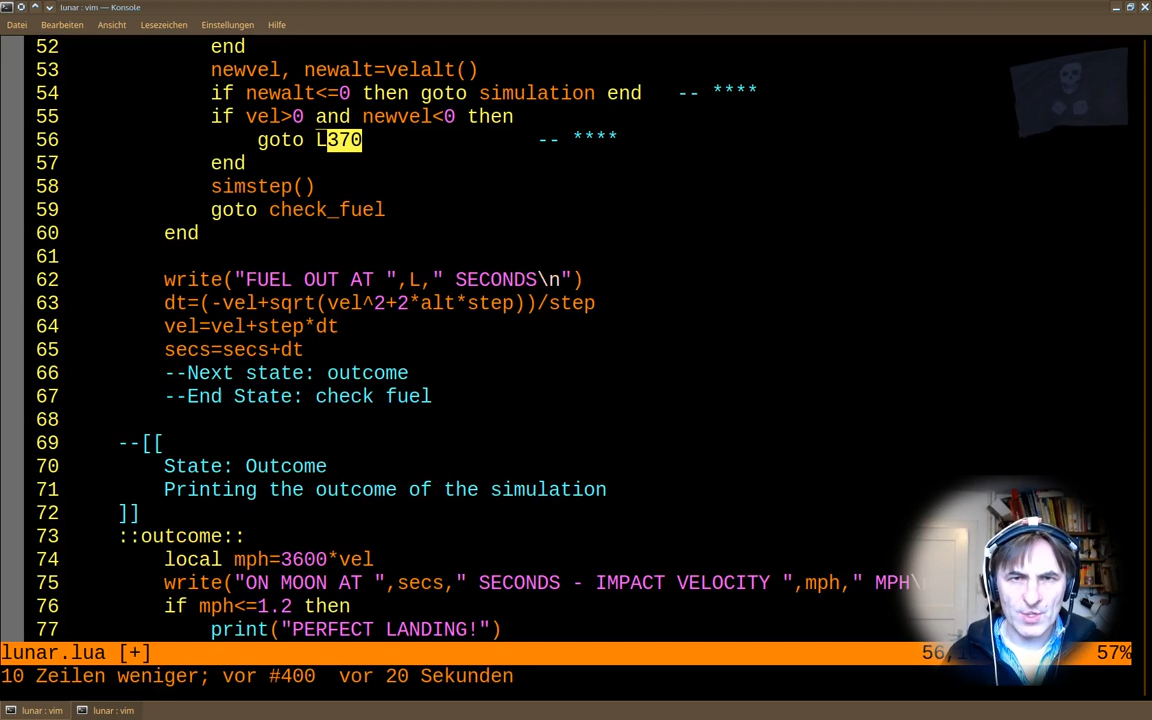 lunar : vim — Konsole
Datei Bearbeiten Ansicht Lesezeichen Einstellungen Hilfe
52 end
53 newvel, newalt=velalt()
54 if newalt<=0 then goto simulation end -- ****
55 if vel>0 and newvel<0 then
56 goto L370 -- ****
57 end
58 simstep()
59 goto check_fuel
60 end
61
62 write("FUEL OUT AT ",L," SECONDS\n")
63 dt=(-vel+sqrt(vel^2+2*alt*step))/step
64 vel=vel+step*dt
65 secs=secs+dt
66 --Next state: outcome
67 --End State: check fuel
68
69 --[[
70 State: Outcome
71 Printing the outcome of the simulation
72 ]]
73 ::outcome::
74 local mph=3600*vel
75 write("ON MOON AT ",secs," SECONDS - IMPACT VELOCITY ",mph," MPH\
76 if mph<=1.2 then
77 print("PERFECT LANDING!")
lunar.lua [+] 56, 57%
10 Zeilen weniger; vor #400 vor 20 Sekunden
lunar : vim lunar : vim